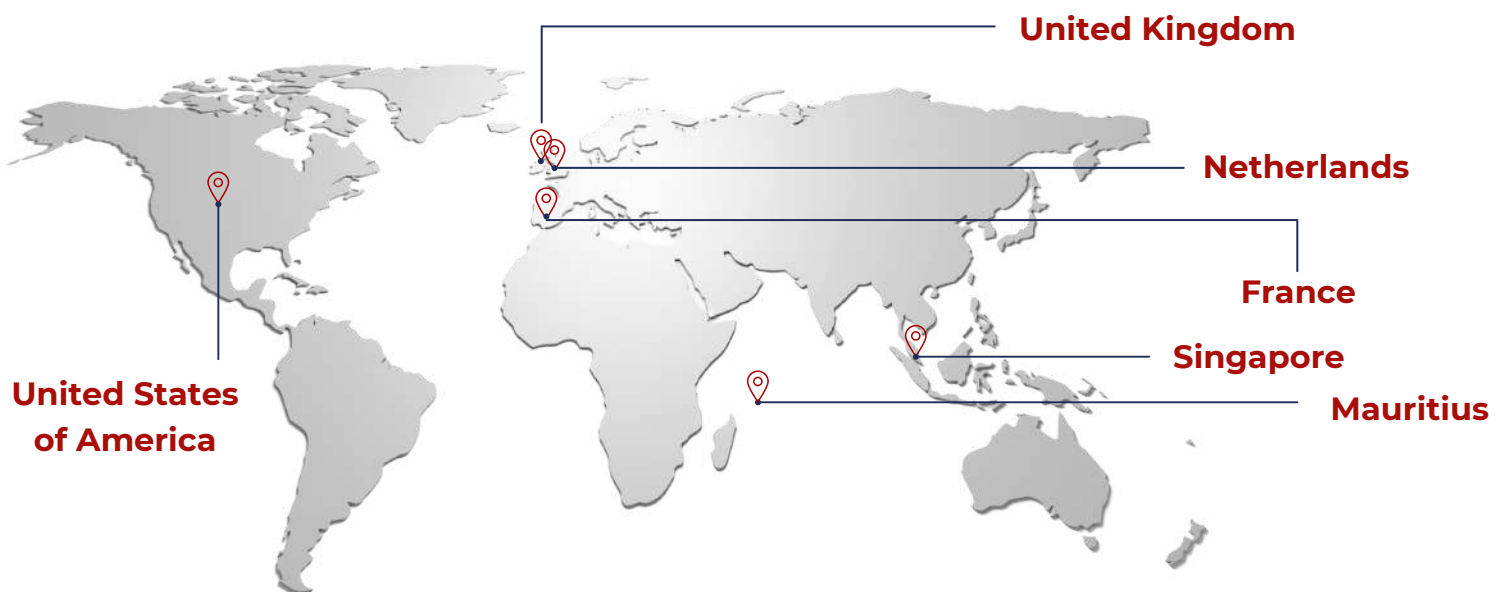 United Kingdom
Netherlands
France
Singapore
United States
of America
Mauritius